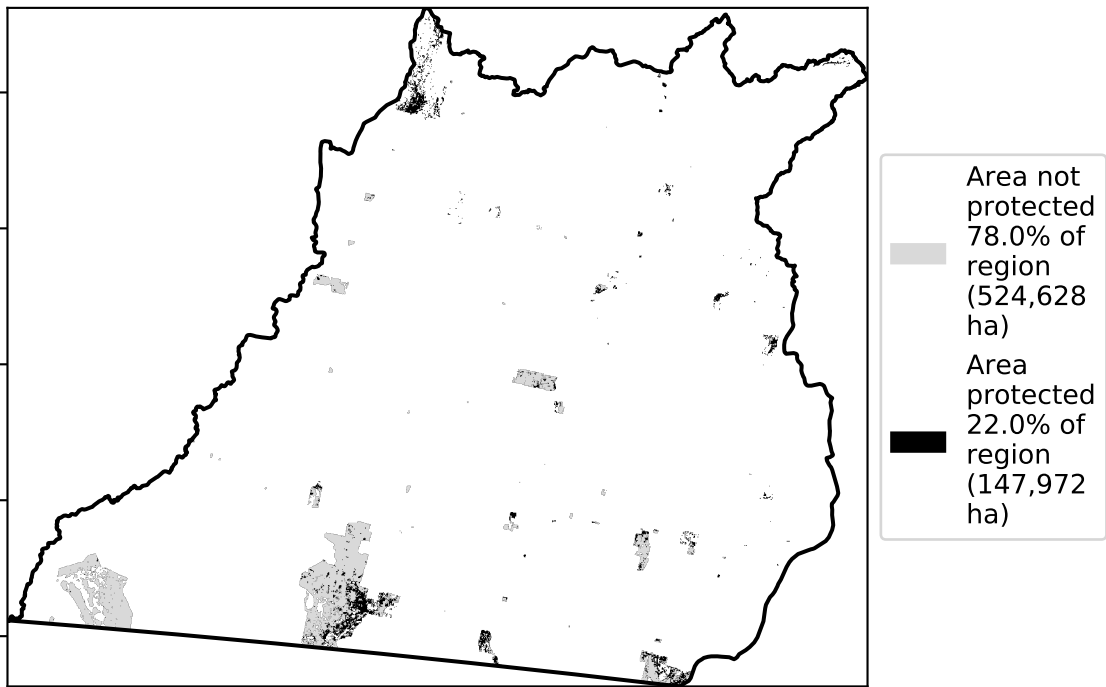 Area not
protected
78.0% of
region
(524,628
ha)
Area
protected
22.0% of
region
(147,972
ha)